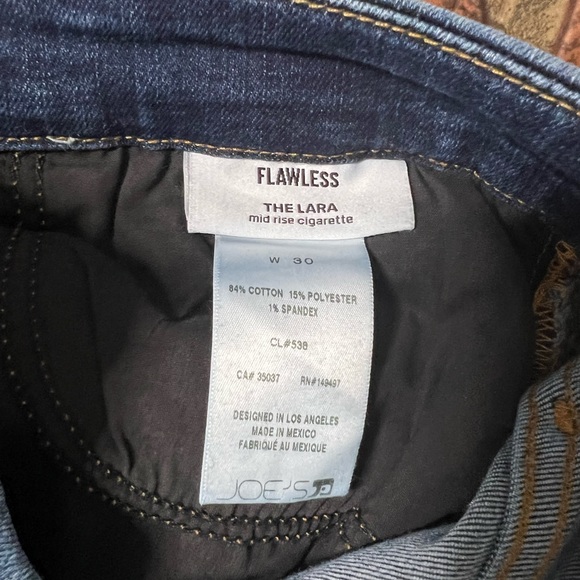 FLAWLESS
THE LARA
mid rise cigarette
W 30
84% COTTON 15% POLYESTER
1% SPANDEX
CL#538
CA# 35037 RN#149497
DESIGNED IN LOS ANGELES
MADE IN MEXICO
FABRIQUÉ AU MEXIQUE
JOE'S